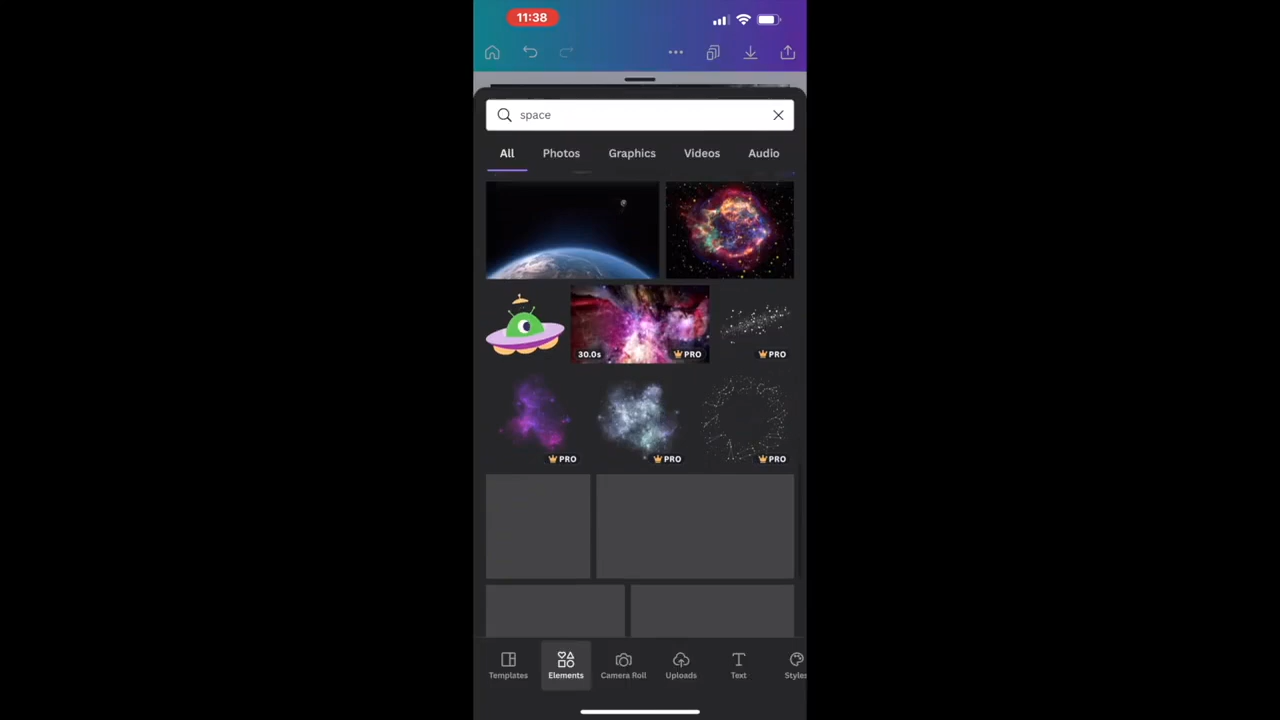 11:38
space
All Photos Graphics Videos Audio
30.0s PRO PRO
PRO PRO PRO
Templates Elements Camera Roll Uploads Text Styles